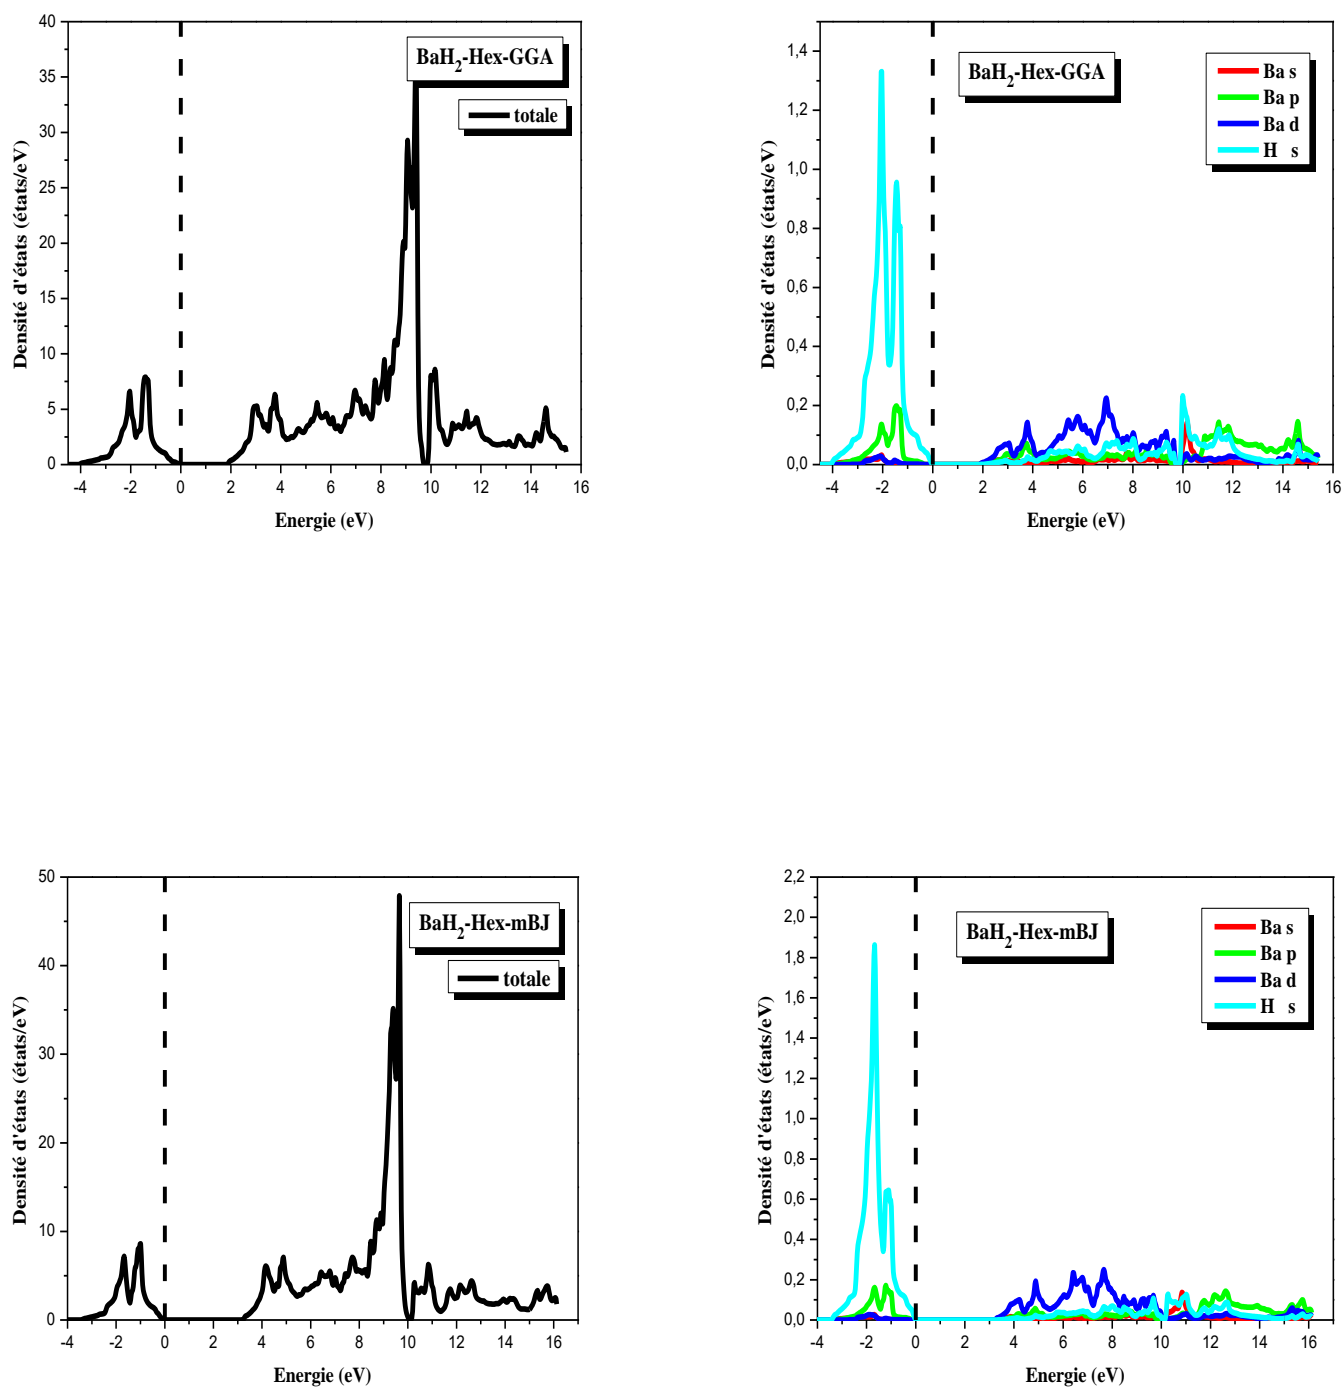 40
35
30
25
20
15
10
5
0
-4 -2 0 2 4 6 8 10 12 14 16
Densité d'états (états/eV)
Energie (eV)
BaH2-Hex-GGA
totale
1,4
1,2
1,0
0,8
0,6
0,4
0,2
0,0
-4 -2 0 2 4 6 8 10 12 14 16
Densité d'états (états/eV)
Energie (eV)
BaH2-Hex-GGA
Ba s
Ba p
Ba d
H s
50
40
30
20
10
0
-4 -2 0 2 4 6 8 10 12 14 16
Densité d'états (états/eV)
Energie (eV)
BaH2-Hex-mBJ
totale
2,2
2,0
1,8
1,6
1,4
1,2
1,0
0,8
0,6
0,4
0,2
0,0
-4 -2 0 2 4 6 8 10 12 14 16
Densité d'états (états/eV)
Energie (eV)
BaH2-Hex-mBJ
Ba s
Ba p
Ba d
H s